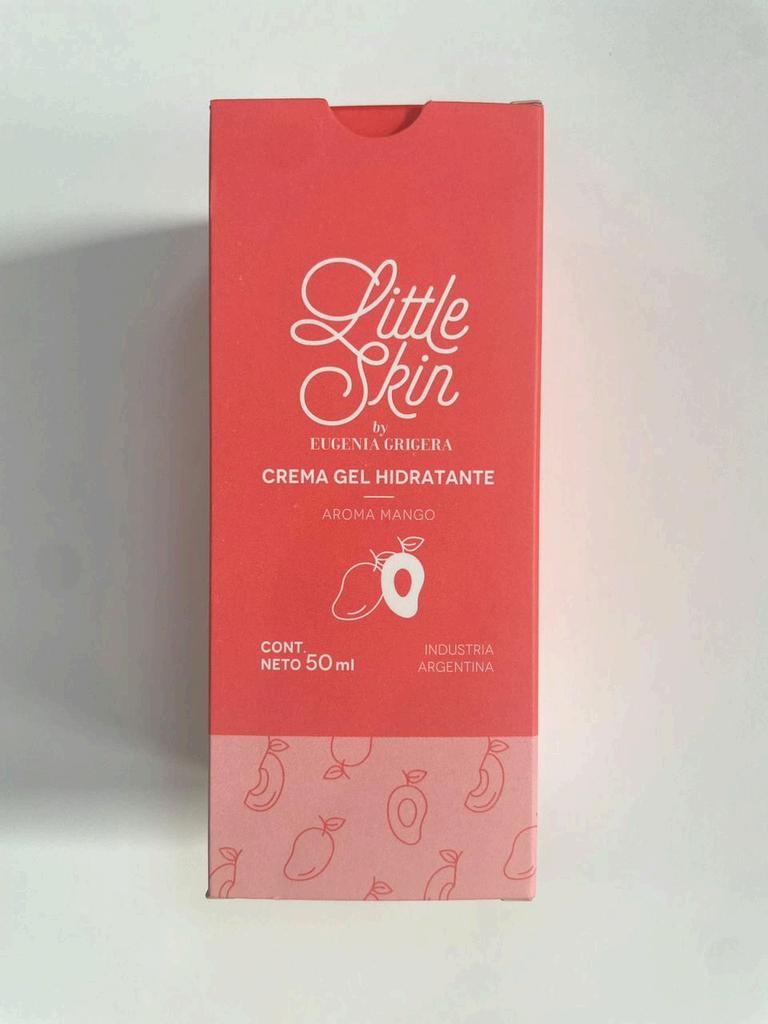 Little
Skin
by
EUGENIA GRIGERA
CREMA GEL HIDRATANTE
AROMA MANGO
CONT.
NETO 50 ml
INDUSTRIA
ARGENTINA